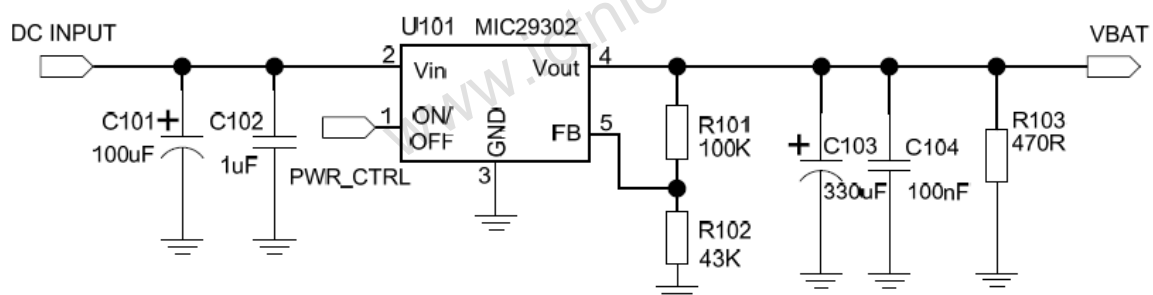 DC INPUT
U101 MIC29302
VBAT
2
Vin
Vout
4
C101
+
100uF
C102
1uF
1
ON/
OFF
PWR_CTRL
GND
3
FB
5
R101
100K
R102
43K
+
C103
330uF
C104
100nF
R103
470R